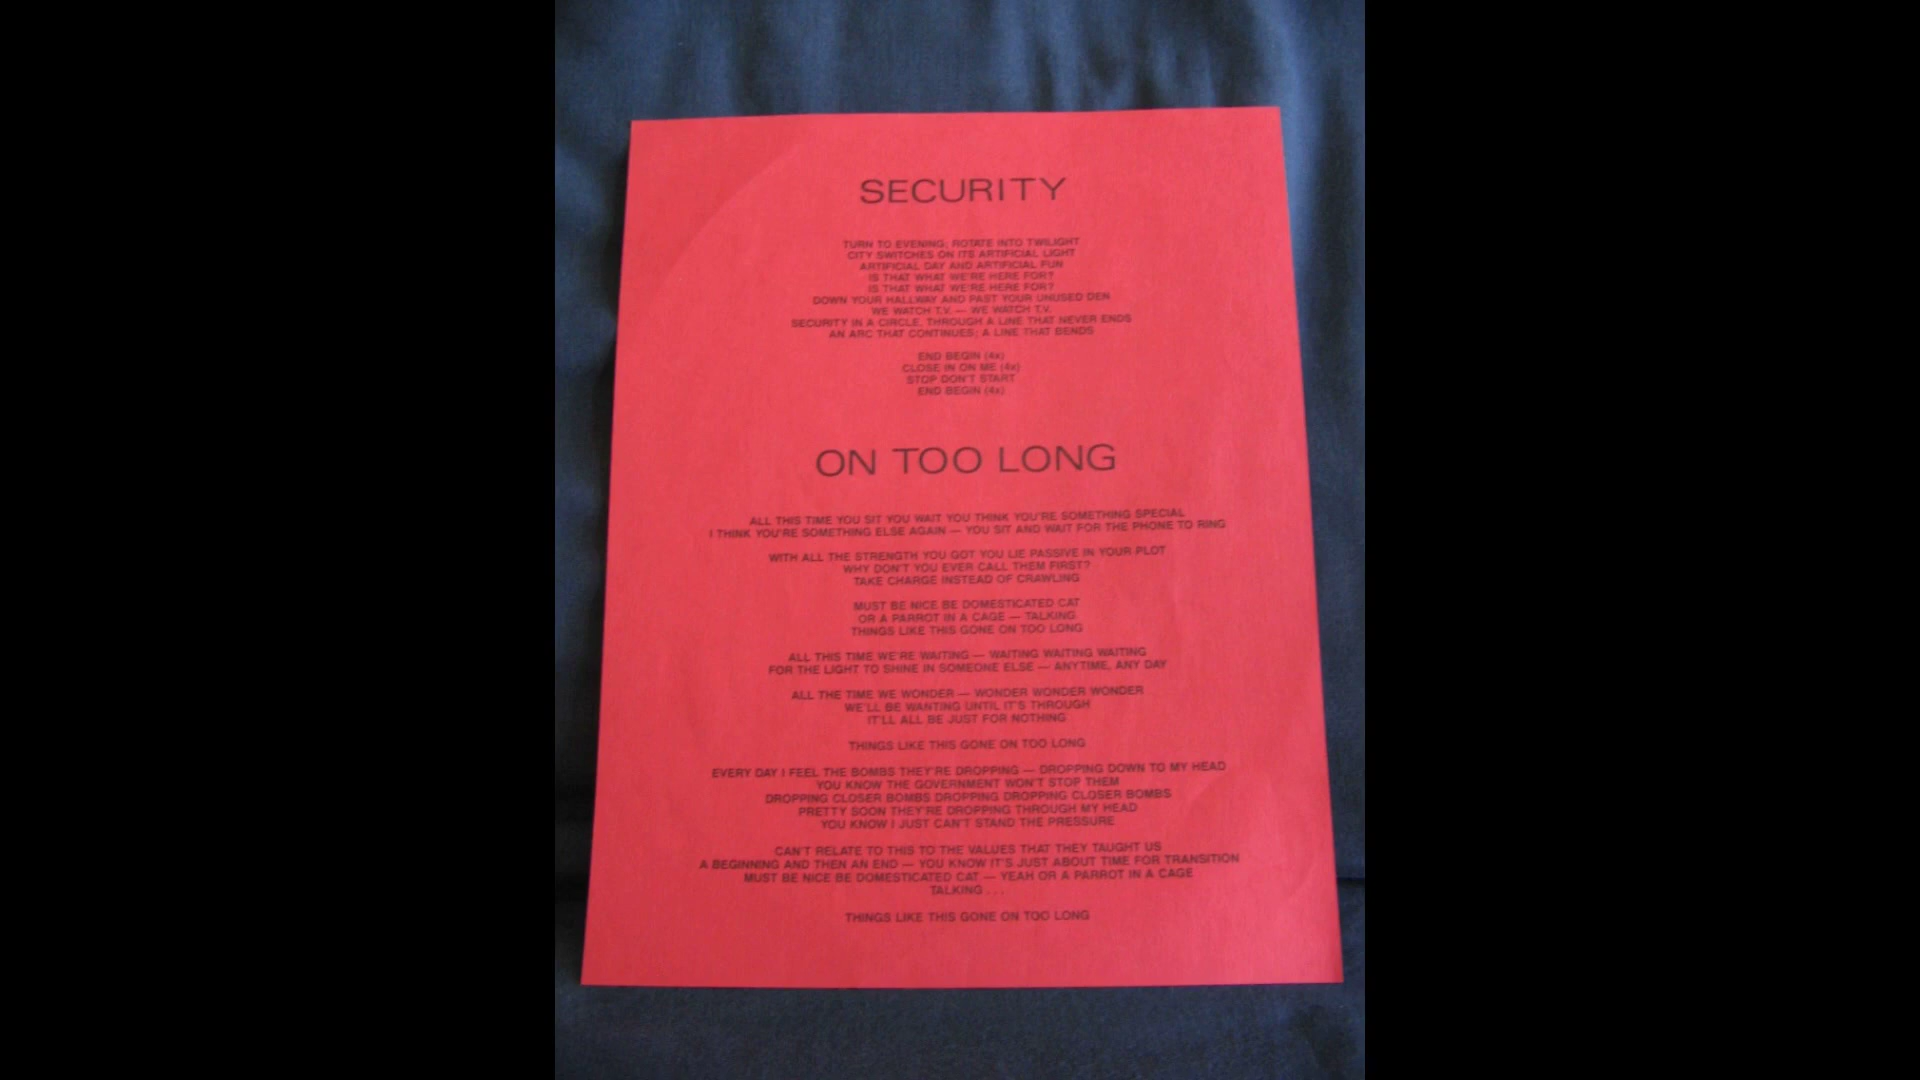 SECURITY
TURN TO EVENING; ROTATE INTO TWILIGHT
CITY SWITCHES ON ITS ARTIFICIAL LIGHT
ARTIFICIAL DAY AND ARTIFICIAL FUN
IS THAT WHAT WE'RE HERE FOR?
IS THAT WHAT WE'RE HERE FOR?
DOWN YOUR HALLWAY AND PAST YOUR UNUSED DEN
WE WATCH T.V. — WE WATCH T.V.
SECURITY IN A CIRCLE, THROUGH A LINE THAT NEVER ENDS
AN ARC THAT CONTINUES; A LINE THAT BENDS
END BEGIN (4x)
CLOSE IN ON ME (4x)
STOP DON'T START
END BEGIN (4x)
ON TOO LONG
ALL THIS TIME YOU SIT YOU WAIT YOU THINK YOU'RE SOMETHING SPECIAL
I THINK YOU'RE SOMETHING ELSE AGAIN — YOU SIT AND WAIT FOR THE PHONE TO RING
WITH ALL THE STRENGTH YOU GOT YOU LIE PASSIVE IN YOUR PLOT
WHY DON'T YOU EVER CALL THEM FIRST?
TAKE CHARGE INSTEAD OF CRAWLING
MUST BE NICE BE DOMESTICATED CAT
OR A PARROT IN A CAGE — TALKING
THINGS LIKE THIS GONE ON TOO LONG
ALL THIS TIME WE'RE WAITING — WAITING WAITING WAITING
FOR THE LIGHT TO SHINE IN SOMEONE ELSE — ANYTIME, ANY DAY
ALL THE TIME WE WONDER — WONDER WONDER WONDER
WE'LL BE WANTING UNTIL IT'S THROUGH
IT'LL ALL BE JUST FOR NOTHING
THINGS LIKE THIS GONE ON TOO LONG
EVERY DAY I FEEL THE BOMBS THEY'RE DROPPING — DROPPING DOWN TO MY HEAD
YOU KNOW THE GOVERNMENT WON'T STOP THEM
DROPPING CLOSER BOMBS DROPPING DROPPING CLOSER BOMBS
PRETTY SOON THEY'RE DROPPING THROUGH MY HEAD
YOU KNOW I JUST CAN'T STAND THE PRESSURE
CAN'T RELATE TO THIS TO THE VALUES THAT THEY TAUGHT US
A BEGINNING AND THEN AN END — YOU KNOW IT'S JUST ABOUT TIME FOR TRANSITION
MUST BE NICE BE DOMESTICATED CAT — YEAH OR A PARROT IN A CAGE
TALKING . . .
THINGS LIKE THIS GONE ON TOO LONG